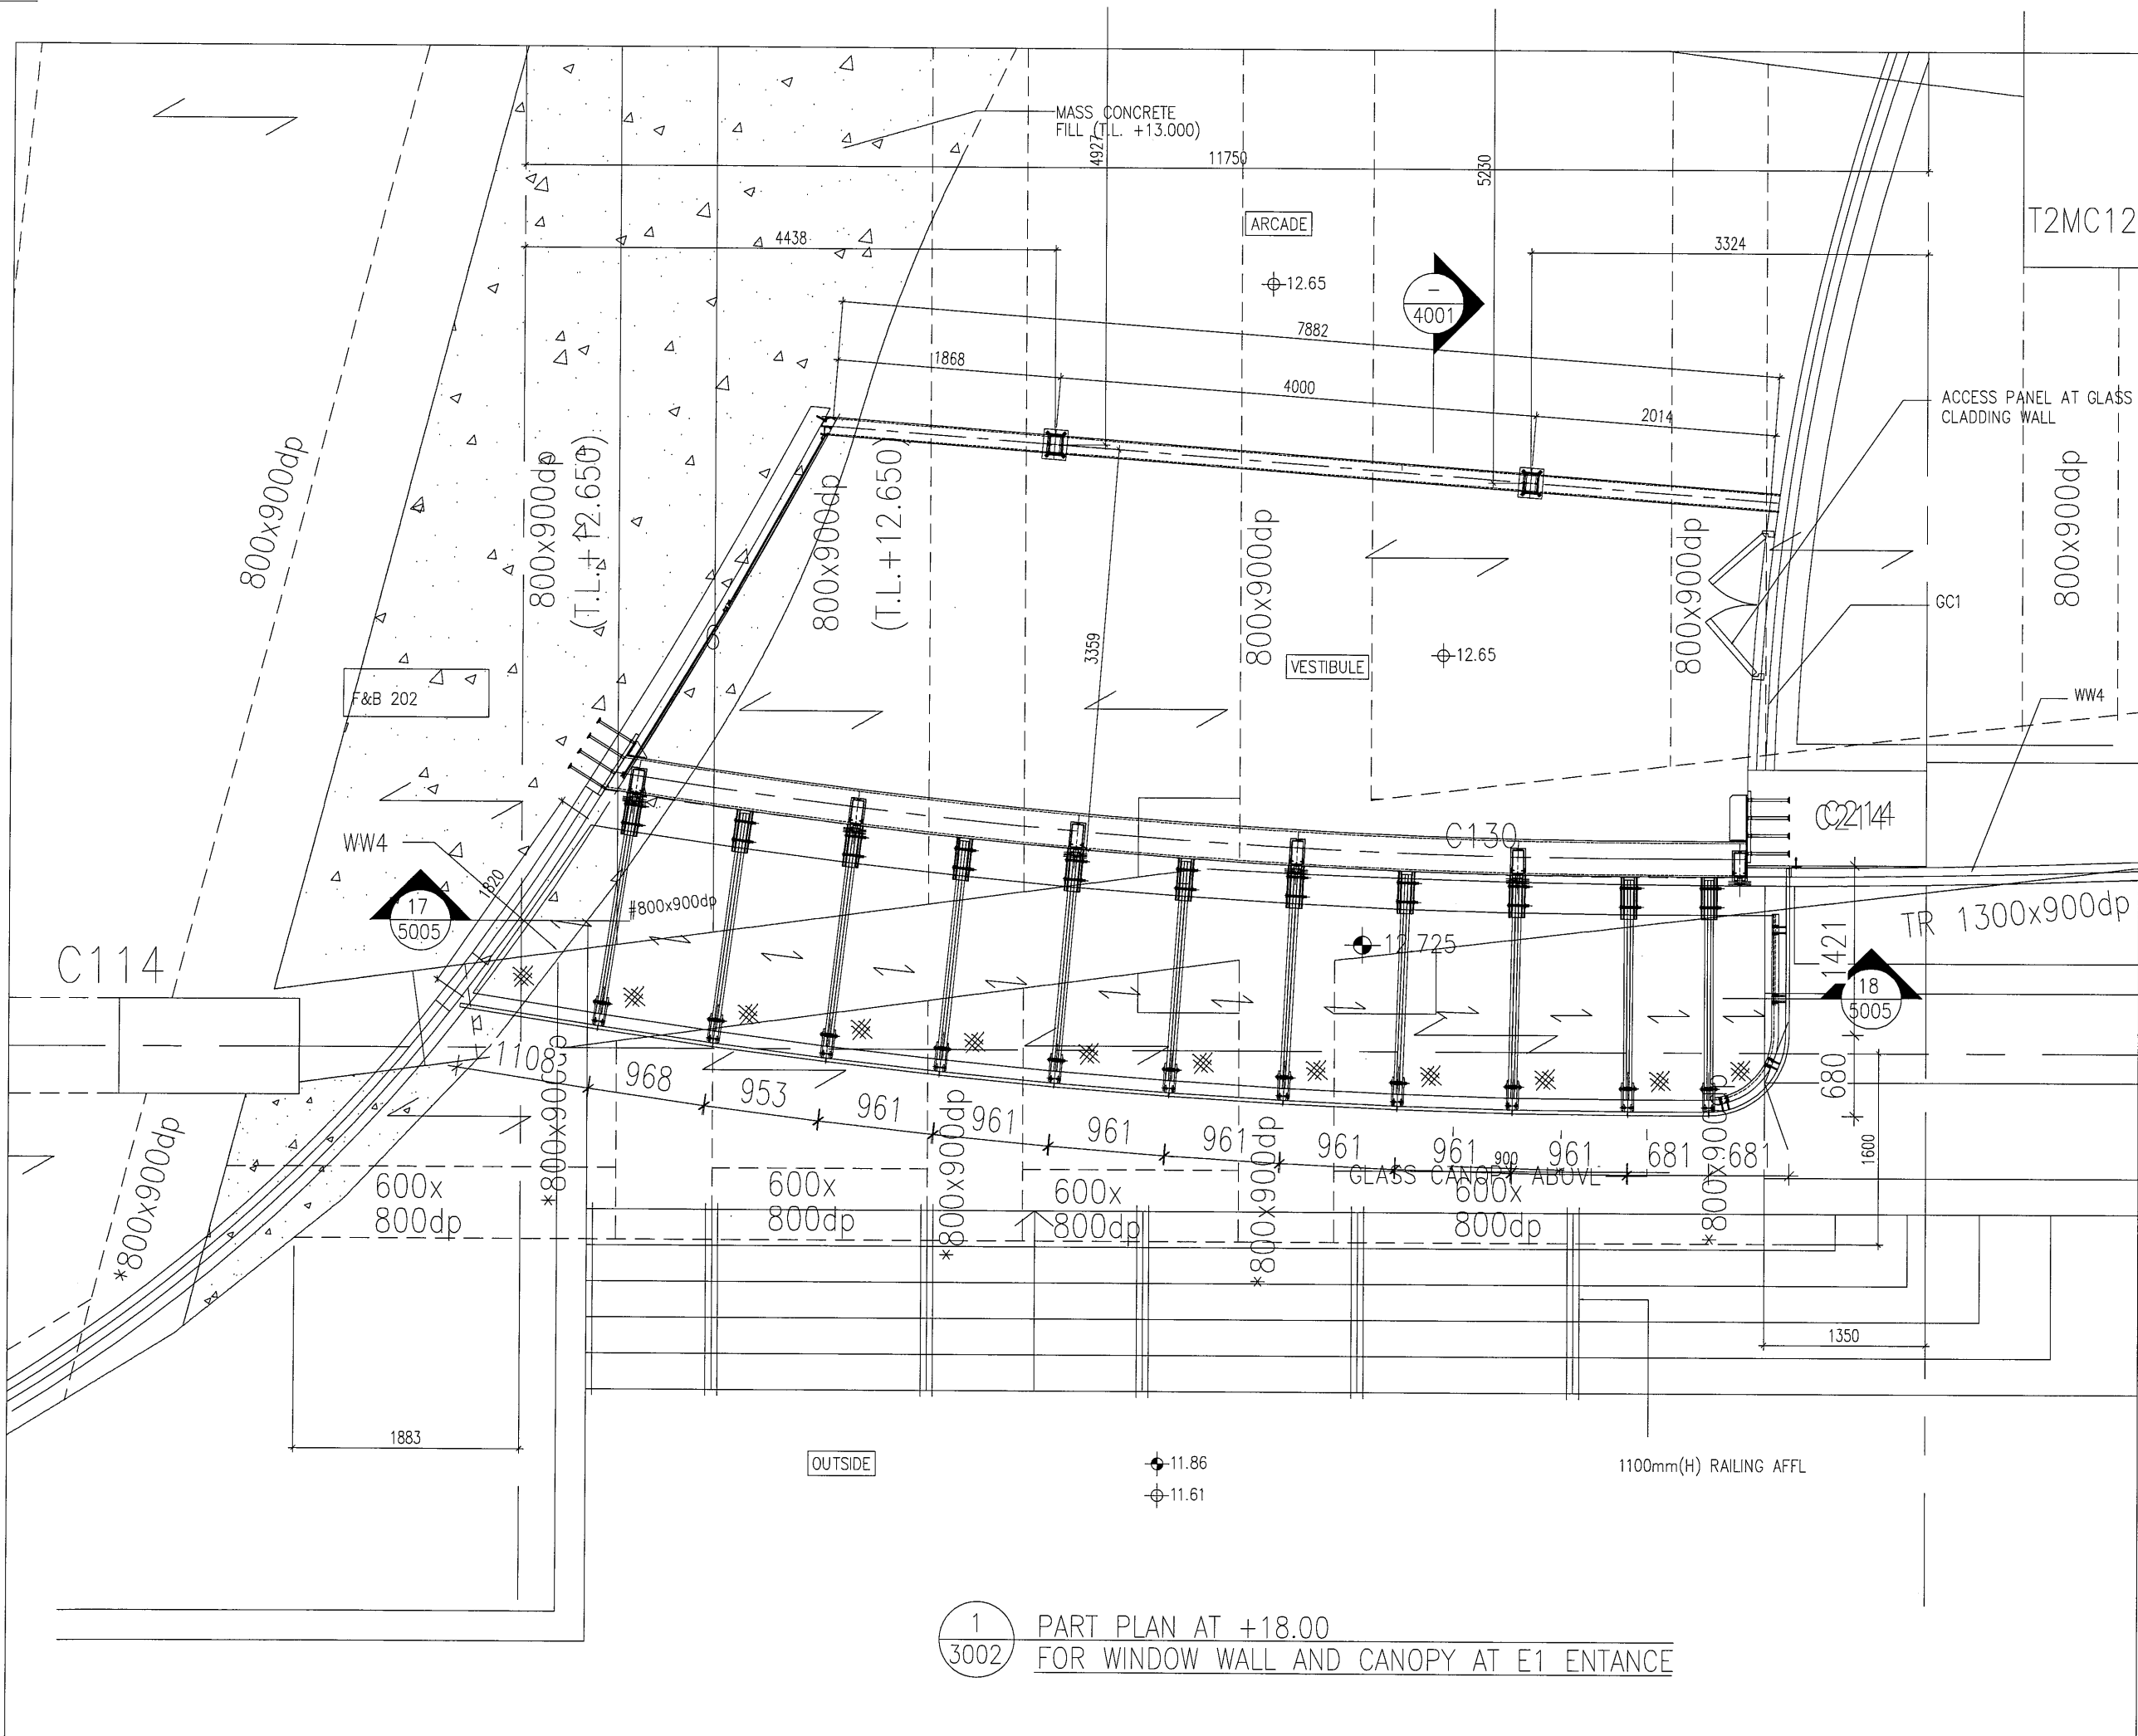 MASS CONCRETE
FILL (T.L. +13.000)
4927
11750
5230
ARCADE
T2MC12
4438
3324
12.65
-
4001
7882
1868
4000
2014
ACCESS PANEL AT GLASS
CLADDING WALL
800x900dp
800x900dp
(T.L.+12.650)
800x900dp
(T.L.+12.650)
800x900dp
800x900dp
800x900dp
GC1
3359
VESTIBULE
12.65
F&B 202
WW4
C130
WW4
1820
17
5005
#800x900dp
C114
12.725
TR 1300x900dp
1421
18
5005
680
1108
968
953
961
961
961
961
961
961
961
681
681
900
1600
GLASS CANOPY ABOVE
*800x900dp
*800x900dp
*800x900dp
*800x900dp
600x
800dp
600x
800dp
600x
800dp
600x
800dp
1350
1883
OUTSIDE
11.86
11.61
1100mm(H) RAILING AFFL
1
3002
PART PLAN AT +18.00
FOR WINDOW WALL AND CANOPY AT E1 ENTANCE